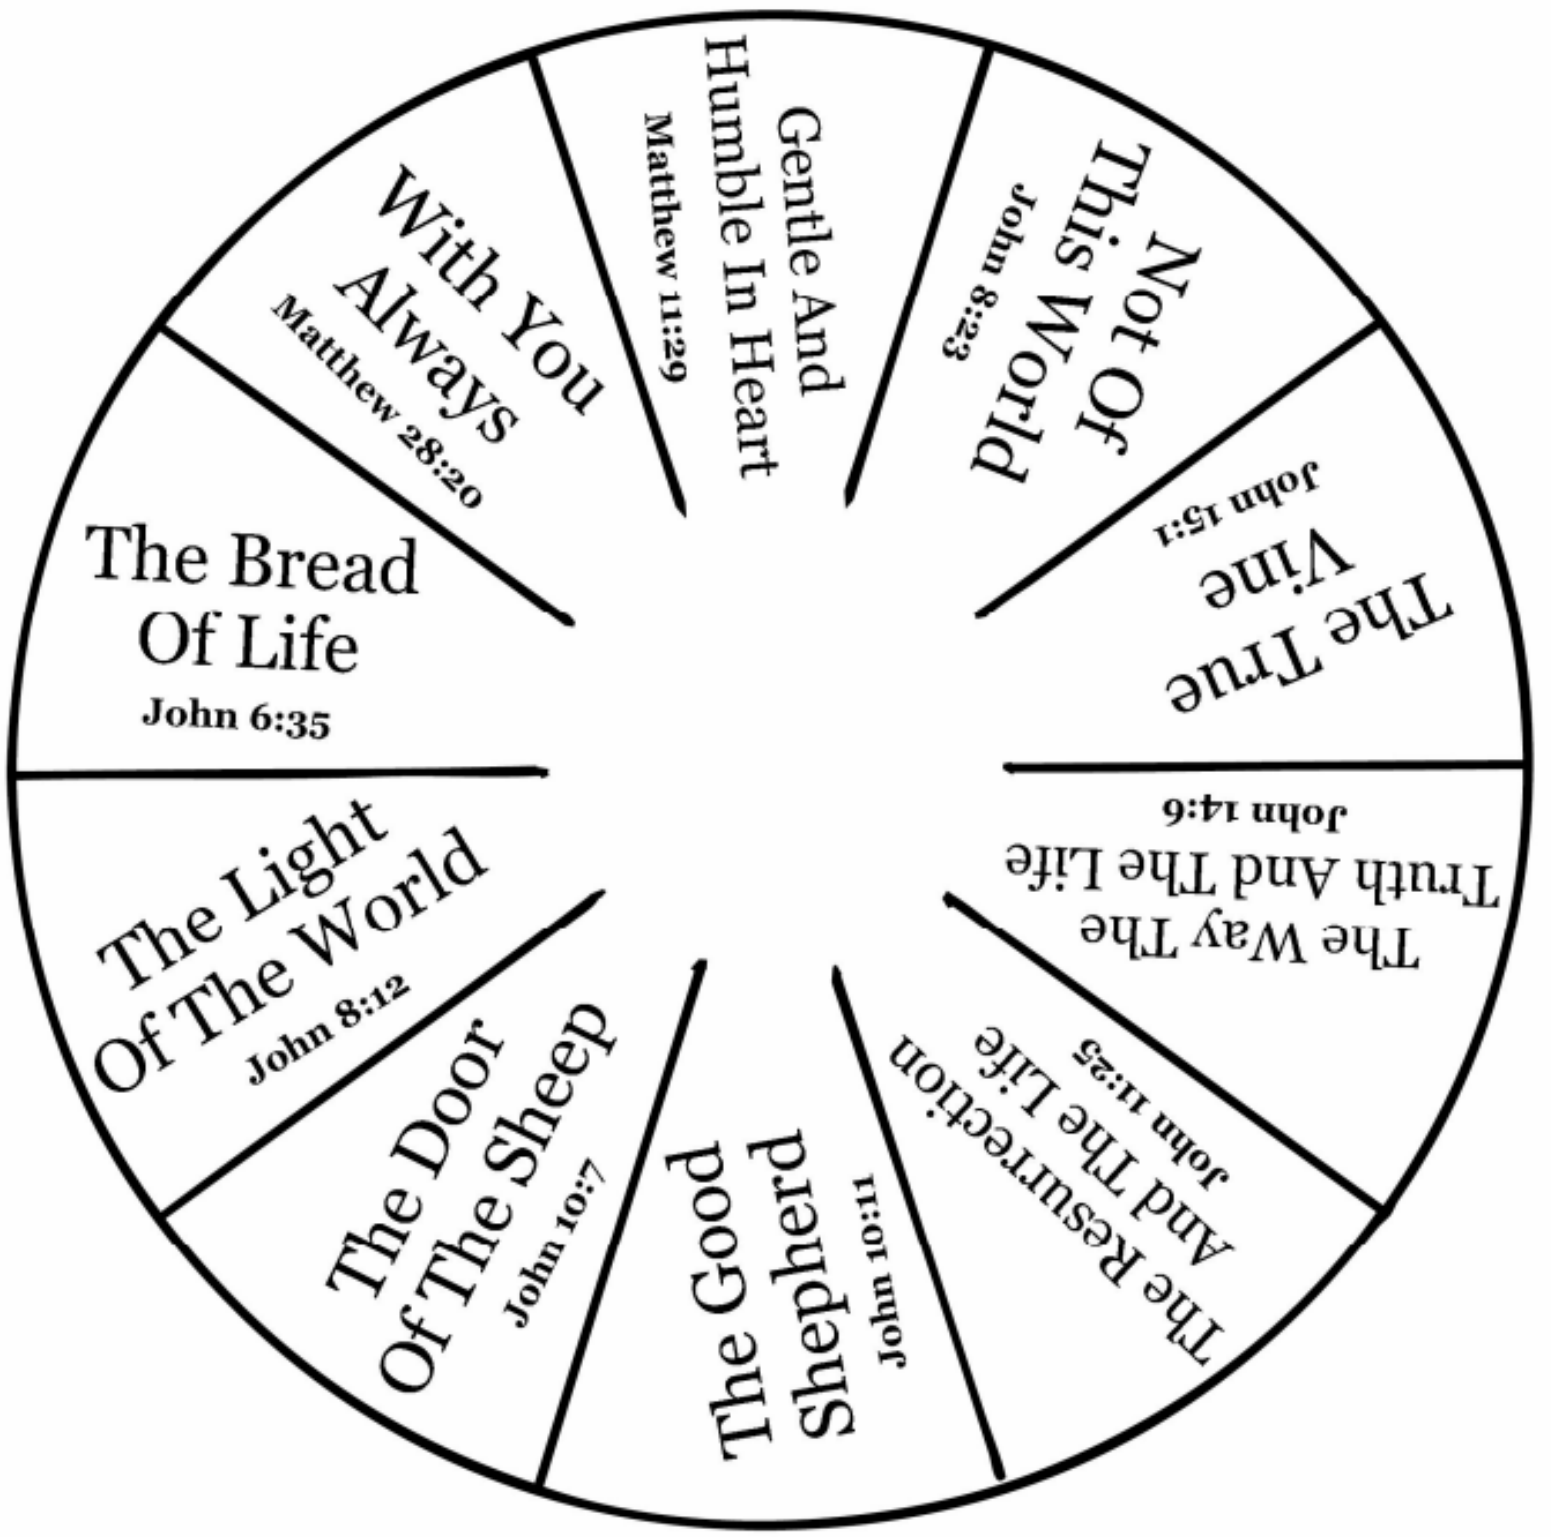 Gentle And
Humble In Heart
Matthew 11:29
Not Of
This World
John 8:23
The True
Vine
John 15:1
The Way The
Truth And The Life
John 14:6
The Resurrection
And The Life
John 11:25
The Good
Shepherd
John 10:11
The Door
Of The Sheep
John 10:7
The Light
Of The World
John 8:12
The Bread
Of Life
John 6:35
With You
Always
Matthew 28:20